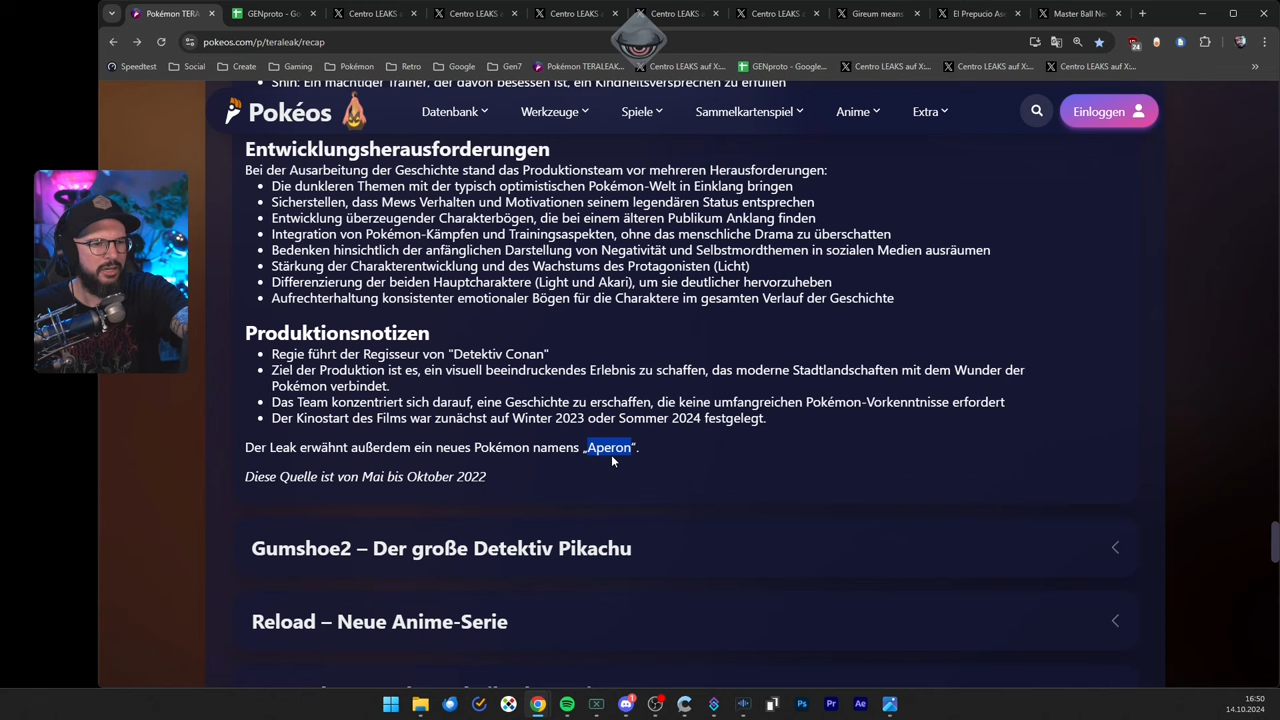 Pokémon TERA
GENproto - Go
Centro LEAKS
Centro LEAKS
Centro LEAKS
Centro LEAKS
Centro LEAKS
Gireum means
El Prepucio Ase
Master Ball Ne
pokeos.com/p/teraleak/recap
24
Speedtest
Social
Create
Pokémon
Gaming
Retro
Google
Gen7
Pokémon TERALEAK...
Centro LEAKS auf X:...
GENproto – Google...
Centro LEAKS auf X:...
Centro LEAKS auf X:...
Centro LEAKS auf X:...
Shin: Ein mächtiger Trainer, der davon besessen ist, ein Kindheitsversprechen zu erfüllen
Pokéos
Datenbank
Werkzeuge
Spiele
Sammelkartenspiel
Anime
Extra
Einloggen
Entwicklungsherausforderungen
Bei der Ausarbeitung der Geschichte stand das Produktionsteam vor mehreren Herausforderungen:
Die dunkleren Themen mit der typisch optimistischen Pokémon-Welt in Einklang bringen
Sicherstellen, dass Mews Verhalten und Motivationen seinem legendären Status entsprechen
Entwicklung überzeugender Charakterbögen, die bei einem älteren Publikum Anklang finden
Integration von Pokémon-Kämpfen und Trainingsaspekten, ohne das menschliche Drama zu überschatten
Bedenken hinsichtlich der anfänglichen Darstellung von Negativität und Selbstmordthemen in sozialen Medien ausräumen
Stärkung der Charakterentwicklung und des Wachstums des Protagonisten (Licht)
Differenzierung der beiden Hauptcharaktere (Light und Akari), um sie deutlicher hervorzuheben
Aufrechterhaltung konsistenter emotionaler Bögen für die Charaktere im gesamten Verlauf der Geschichte
Produktionsnotizen
Regie führt der Regisseur von "Detektiv Conan"
Ziel der Produktion ist es, ein visuell beeindruckendes Erlebnis zu schaffen, das moderne Stadtlandschaften mit dem Wunder der
Pokémon verbindet.
Das Team konzentriert sich darauf, eine Geschichte zu erschaffen, die keine umfangreichen Pokémon-Vorkenntnisse erfordert
Der Kinostart des Films war zunächst auf Winter 2023 oder Sommer 2024 festgelegt.
Der Leak erwähnt außerdem ein neues Pokémon namens „Aperon“.
Diese Quelle ist von Mai bis Oktober 2022
Gumshoe2 – Der große Detektiv Pikachu
Reload – Neue Anime-Serie
16:50
14.10.2024